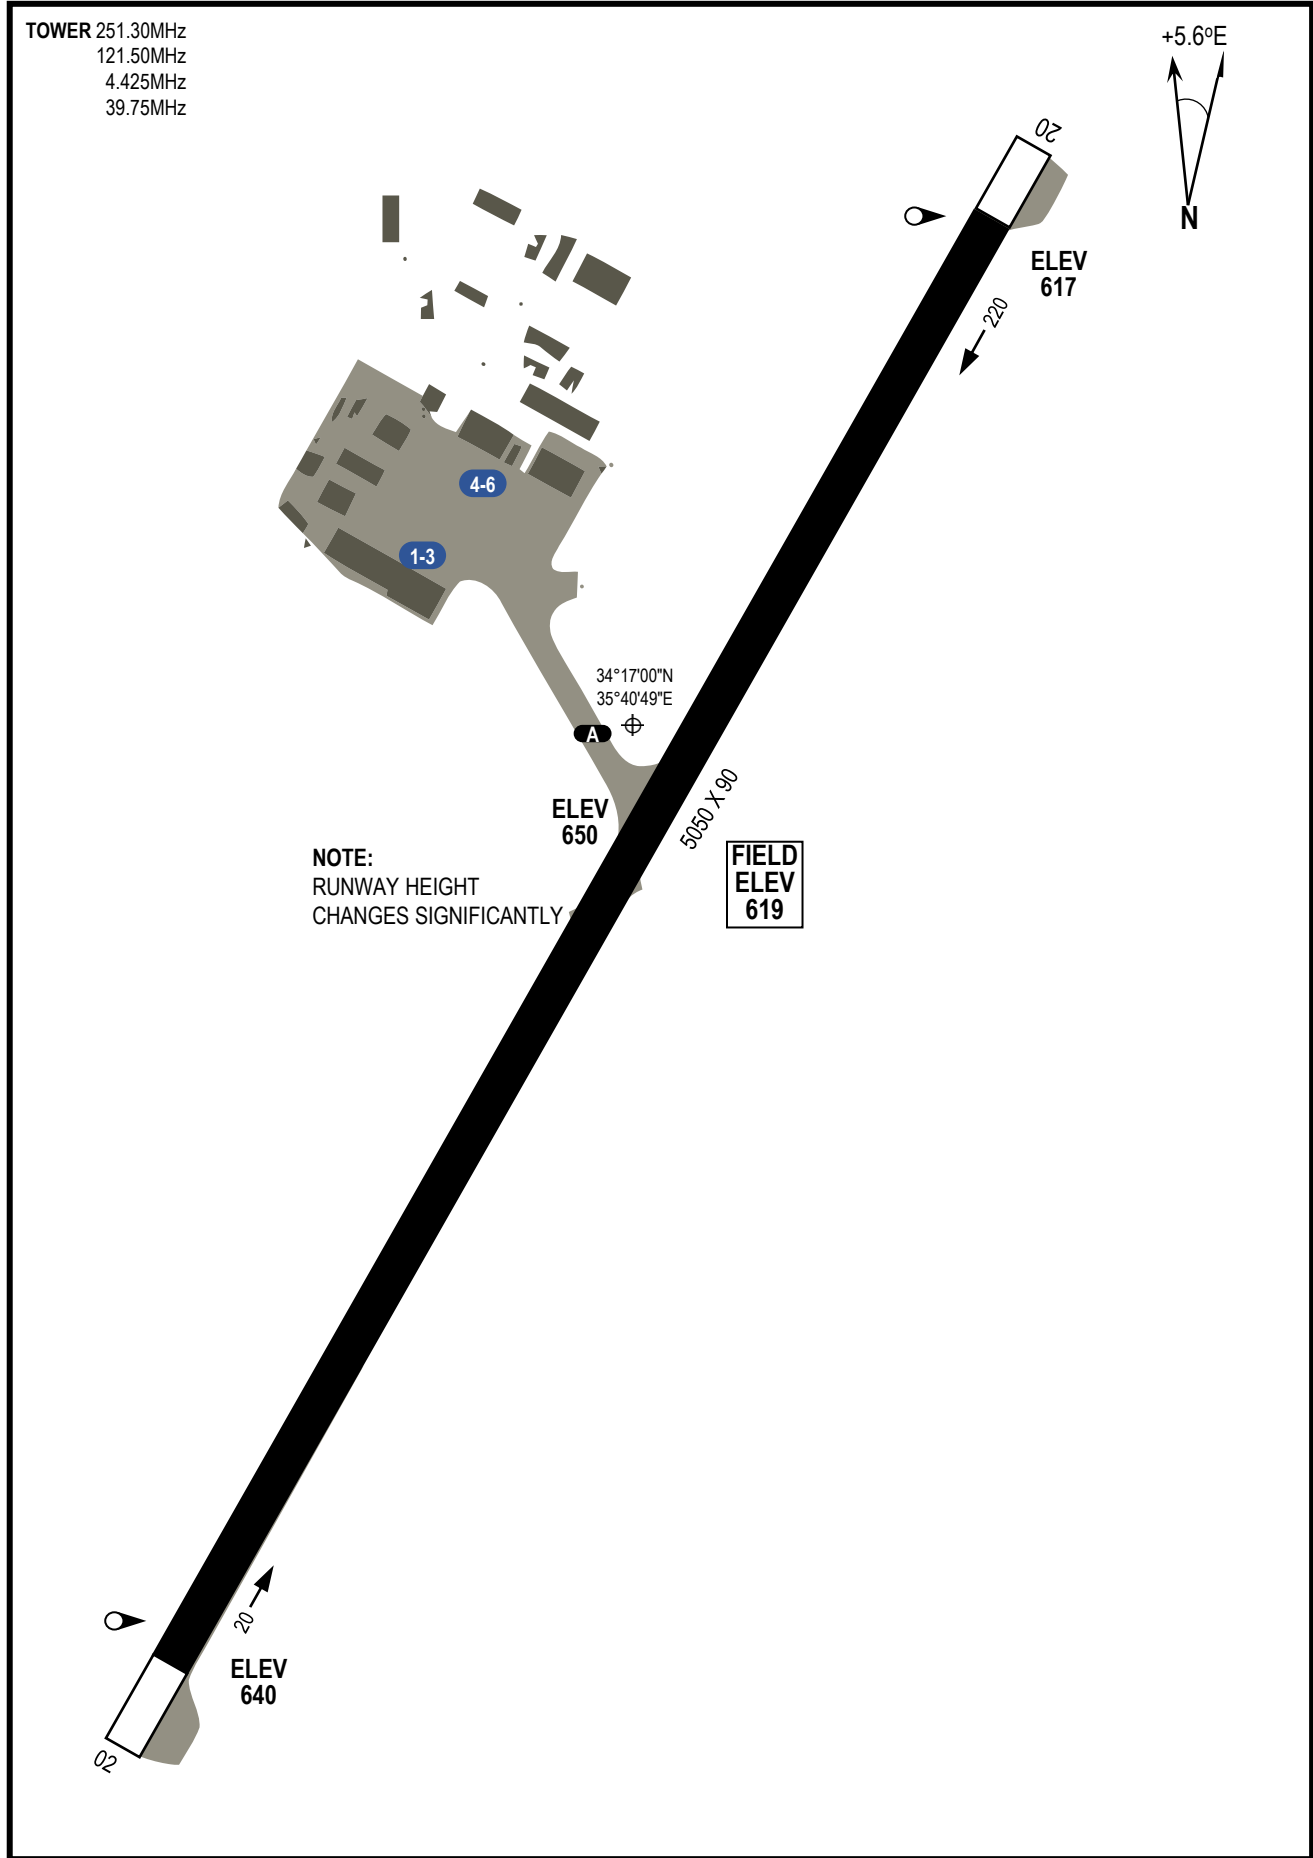 TOWER 251.30MHz
121.50MHz
4.425MHz
39.75MHz
+5.6ºE
N
20
ELEV
617
220
4-6
1-3
34°17'00"N
35°40'49"E
A
ELEV
650
5050 X 90
FIELD
ELEV
619
NOTE:
RUNWAY HEIGHT
CHANGES SIGNIFICANTLY
20
ELEV
640
02